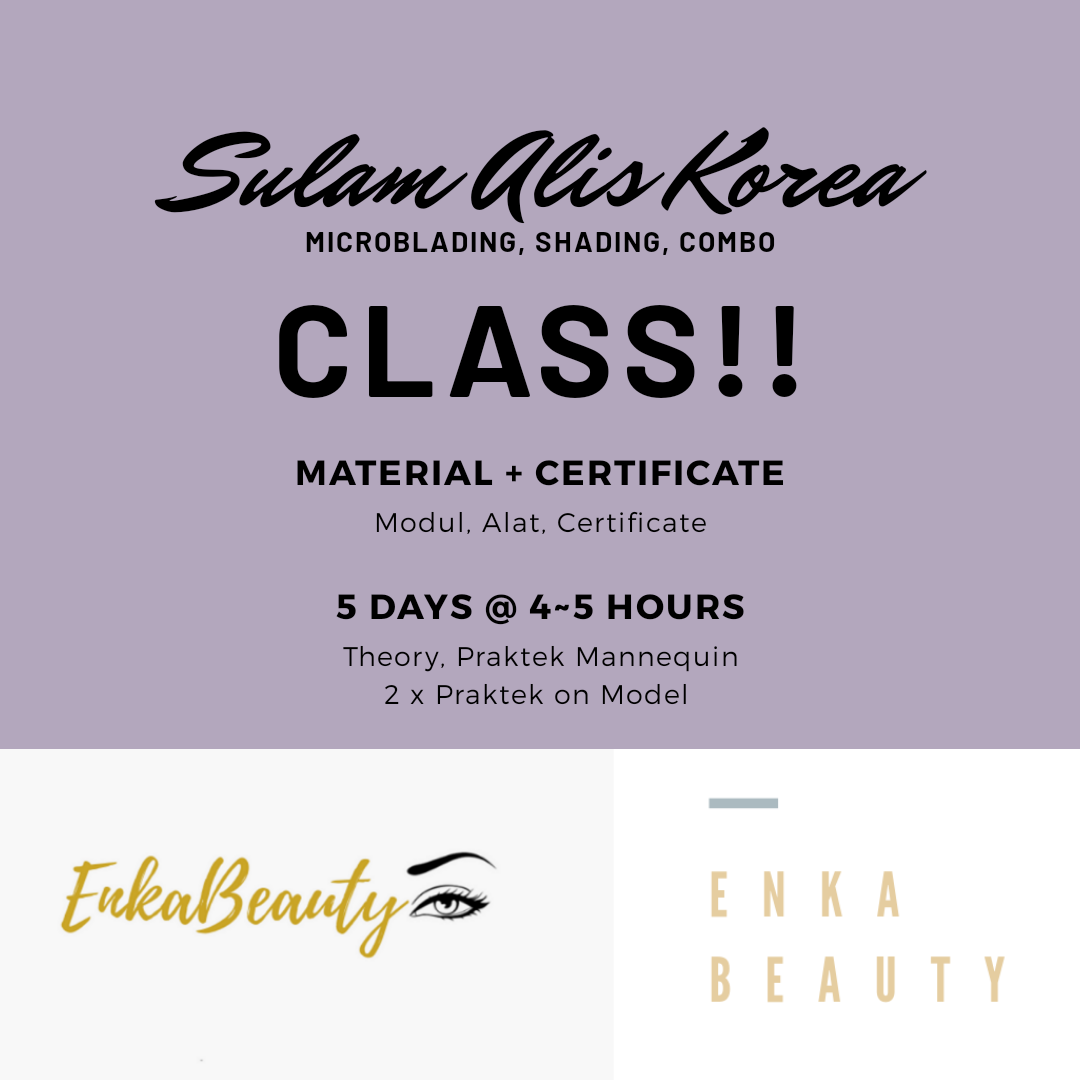 Sulam Alis Korea
MICROBLADING, SHADING, COMBO
CLASS!!
MATERIAL + CERTIFICATE
Modul, Alat, Certificate
5 DAYS @ 4~5 HOURS
Theory, Praktek Mannequin
2 x Praktek on Model
EnkaBeauty
ENKA
BEAUTY